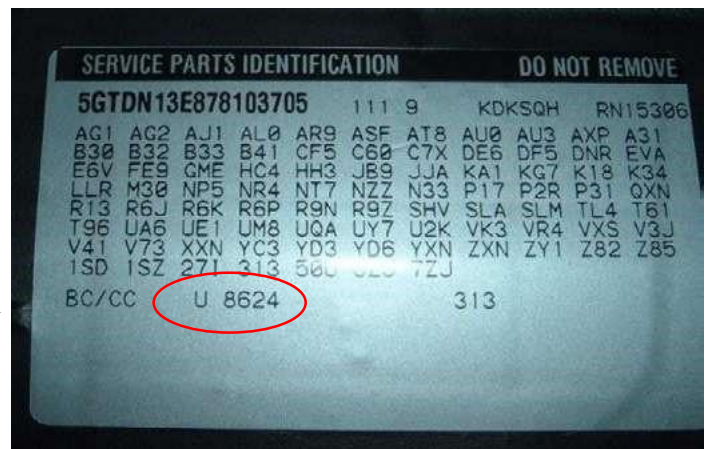 SERVICE PARTS IDENTIFICATION DO NOT REMOVE
5GTDN13E878103705 111.9 KDKSQH RN15306
AG1 AG2 AJ1 AL0 AR9 ASF AT8 AU0 AU3 AXP A31
B30 B32 B33 B41 CF5 C60 C7X DE6 DF5 DNR EVA
E6V FE9 GME HC4 HH3 JB9 JJA KA1 KG7 K18 K34
LLR M30 NP5 NR4 NT7 NZZ N33 P17 P2R P31 QXN
R13 R6J R6K R6P R9N R9Z SHV SLA SLM TL4 T61
T96 UA6 UE1 UM8 UQA UY7 U2K VK3 VR4 VXS V3J
V41 V73 XXN YC3 YD3 YD6 YXN ZXN ZY1 Z82 Z85
1SD 1SZ 27I 313 50U 7ZJ
BC/CC U 8624 313